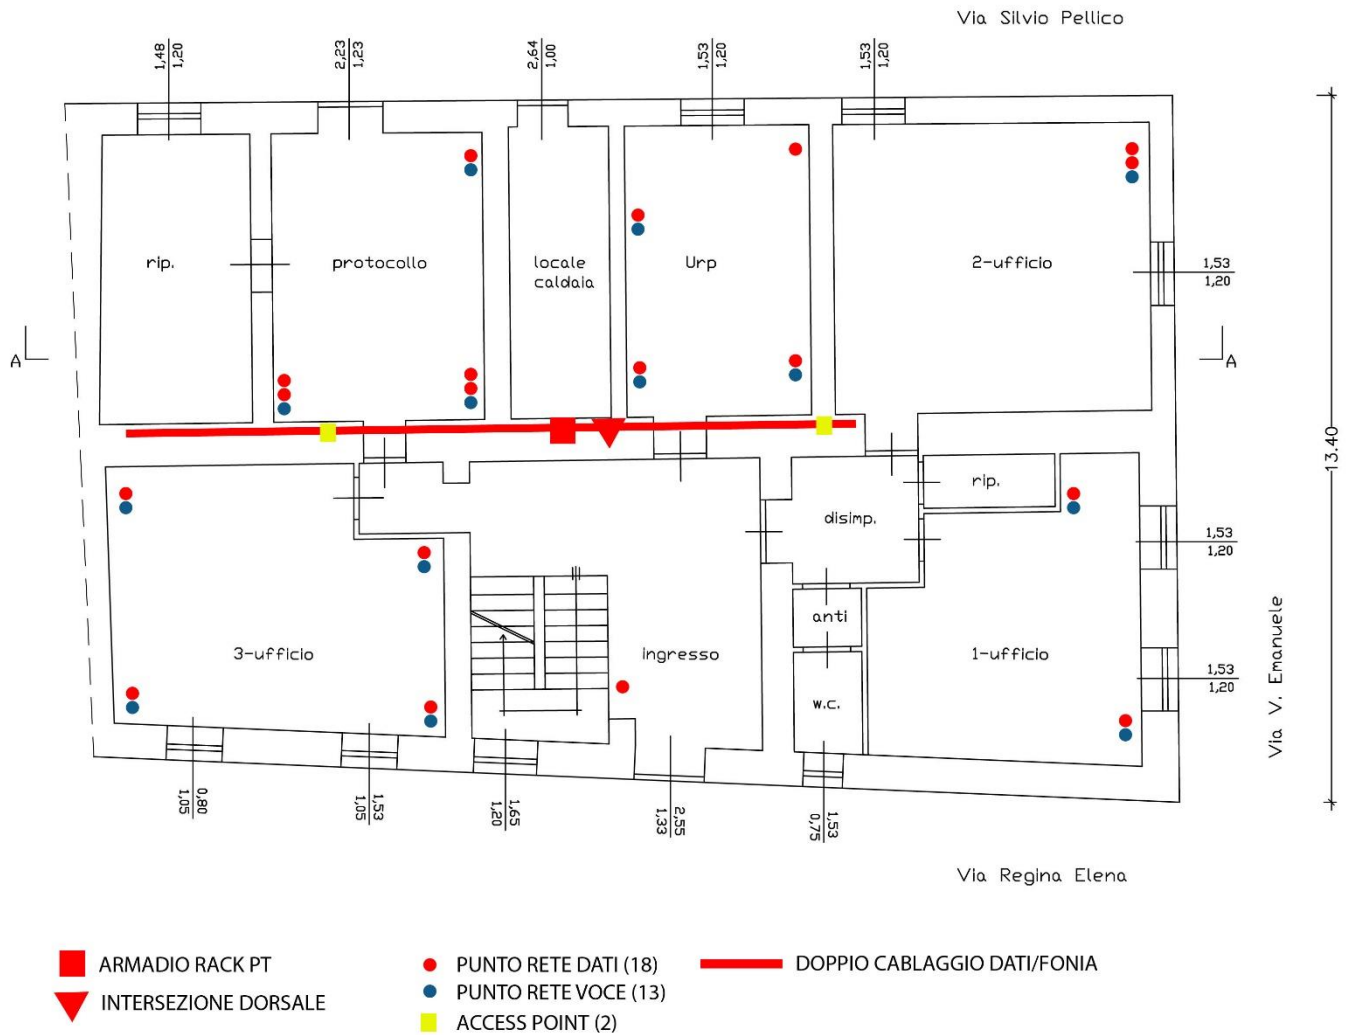 Via Silvio Pellico
1,48
1,20
2,23
1,23
2,64
1,00
1,53
1,20
1,53
1,20
rip.
protocollo
locale
caldaia
Urp
2-ufficio
1,53
1,20
A
A
13.40
rip.
disimp.
1,53
1,20
anti
3-ufficio
ingresso
1-ufficio
1,53
1,20
w.c.
Via V. Emanuele
0,80
1,05
1,53
1,05
1,65
1,20
2,55
1,33
1,53
0,75
Via Regina Elena
ARMADIO RACK PT
INTERSEZIONE DORSALE
PUNTO RETE DATI (18)
PUNTO RETE VOCE (13)
ACCESS POINT (2)
DOPPIO CABLAGGIO DATI/FONIA